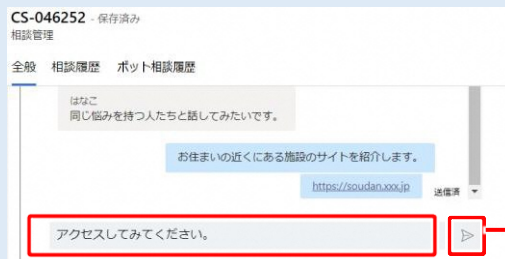 CS-046252 - 保存済み
相談管理
全般 相談履歴 ボット相談履歴
はなこ
同じ悩みを持つ人たちと話してみたいです。
お住まいの近くにある施設のサイトを紹介します。
https://soudan.xxx.jp
送信済
アクセスしてみてください。